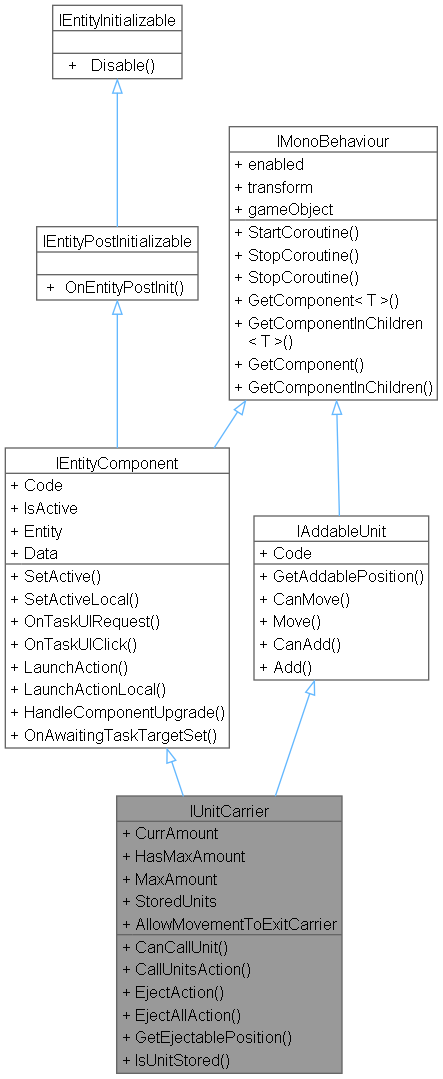 IEntityInitializable
+ Disable()
IMonoBehaviour
+ enabled
+ transform
+ gameObject
+ StartCoroutine()
+ StopCoroutine()
+ StopCoroutine()
+ GetComponent< T >()
+ GetComponentInChildren
< T >()
+ GetComponent()
+ GetComponentInChildren()
IEntityPostInitializable
+ OnEntityPostInit()
IEntityComponent
+ Code
+ IsActive
+ Entity
+ Data
+ SetActive()
+ SetActiveLocal()
+ OnTaskUIRequest()
+ OnTaskUIClick()
+ LaunchAction()
+ LaunchActionLocal()
+ HandleComponentUpgrade()
+ OnAwaitingTaskTargetSet()
IAddableUnit
+ Code
+ GetAddablePosition()
+ CanMove()
+ Move()
+ CanAdd()
+ Add()
IUnitCarrier
+ CurrAmount
+ HasMaxAmount
+ MaxAmount
+ StoredUnits
+ AllowMovementToExitCarrier
+ CanCallUnit()
+ CallUnitsAction()
+ EjectAction()
+ EjectAllAction()
+ GetEjectablePosition()
+ IsUnitStored()